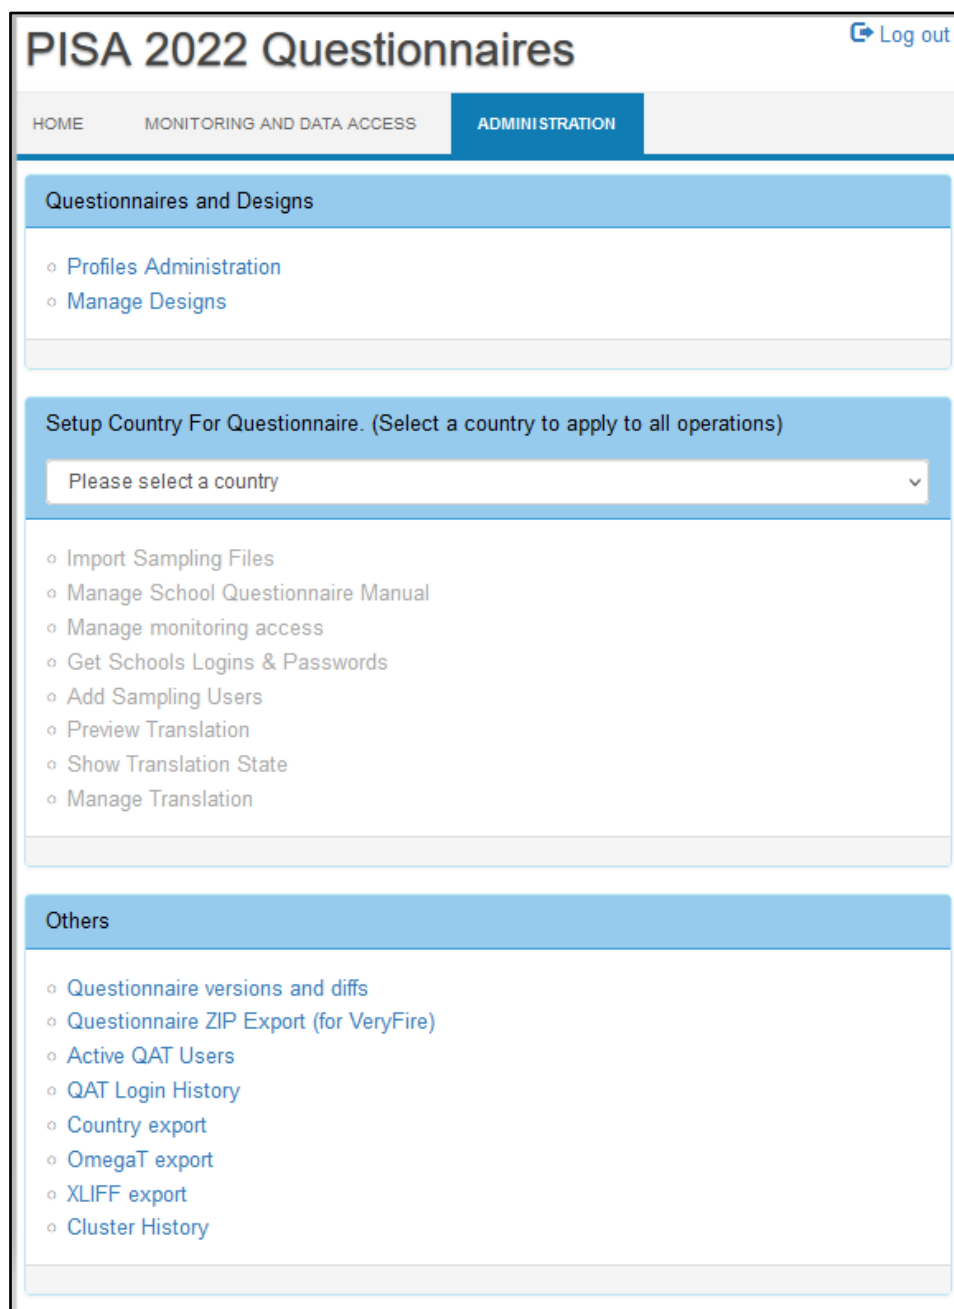 PISA 2022 Questionnaires
Log out
HOME MONITORING AND DATA ACCESS ADMINISTRATION
Questionnaires and Designs
Profiles Administration
Manage Designs
Setup Country For Questionnaire. (Select a country to apply to all operations)
Please select a country
Import Sampling Files
Manage School Questionnaire Manual
Manage monitoring access
Get Schools Logins & Passwords
Add Sampling Users
Preview Translation
Show Translation State
Manage Translation
Others
Questionnaire versions and diffs
Questionnaire ZIP Export (for VeryFire)
Active QAT Users
QAT Login History
Country export
OmegaT export
XLIFF export
Cluster History